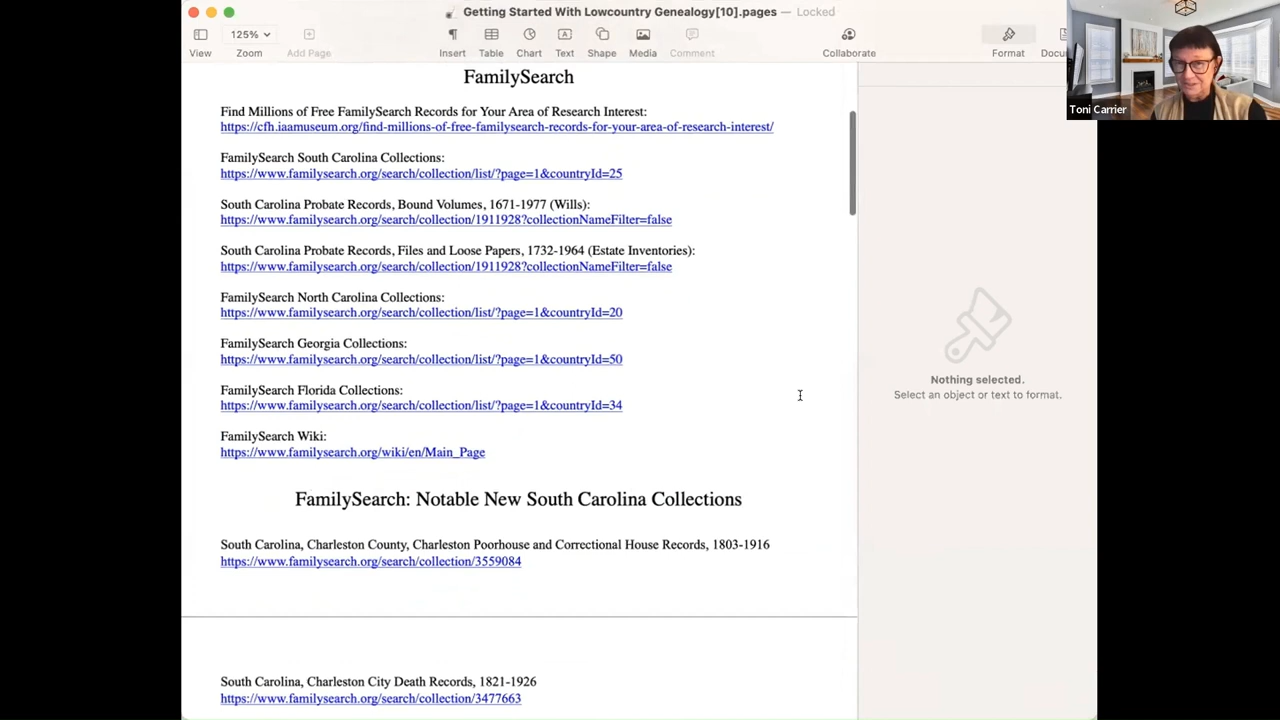 Getting Started With Lowcountry Genealogy[10].pages — Locked
125%
View
Zoom
Add Page
Insert
Table
Chart
Text
Shape
Media
Comment
Collaborate
Format
Docu
Toni Carrier
FamilySearch
Find Millions of Free FamilySearch Records for Your Area of Research Interest:
https://cfh.iaamuseum.org/find-millions-of-free-familysearch-records-for-your-area-of-research-interest/
FamilySearch South Carolina Collections:
https://www.familysearch.org/search/collection/list/?page=1&countryId=25
South Carolina Probate Records, Bound Volumes, 1671-1977 (Wills):
https://www.familysearch.org/search/collection/1911928?collectionNameFilter=false
South Carolina Probate Records, Files and Loose Papers, 1732-1964 (Estate Inventories):
https://www.familysearch.org/search/collection/1911928?collectionNameFilter=false
FamilySearch North Carolina Collections:
https://www.familysearch.org/search/collection/list/?page=1&countryId=20
FamilySearch Georgia Collections:
https://www.familysearch.org/search/collection/list/?page=1&countryId=50
FamilySearch Florida Collections:
https://www.familysearch.org/search/collection/list/?page=1&countryId=34
FamilySearch Wiki:
https://www.familysearch.org/wiki/en/Main_Page
FamilySearch: Notable New South Carolina Collections
South Carolina, Charleston County, Charleston Poorhouse and Correctional House Records, 1803-1916
https://www.familysearch.org/search/collection/3559084
South Carolina, Charleston City Death Records, 1821-1926
https://www.familysearch.org/search/collection/3477663
Nothing selected.
Select an object or text to format.